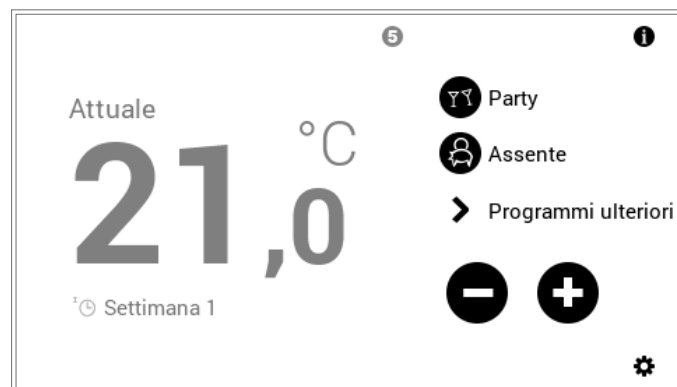 5
i
Attuale
21,0 °C
Settimana 1
Party
Assente
Programmi ulteriori